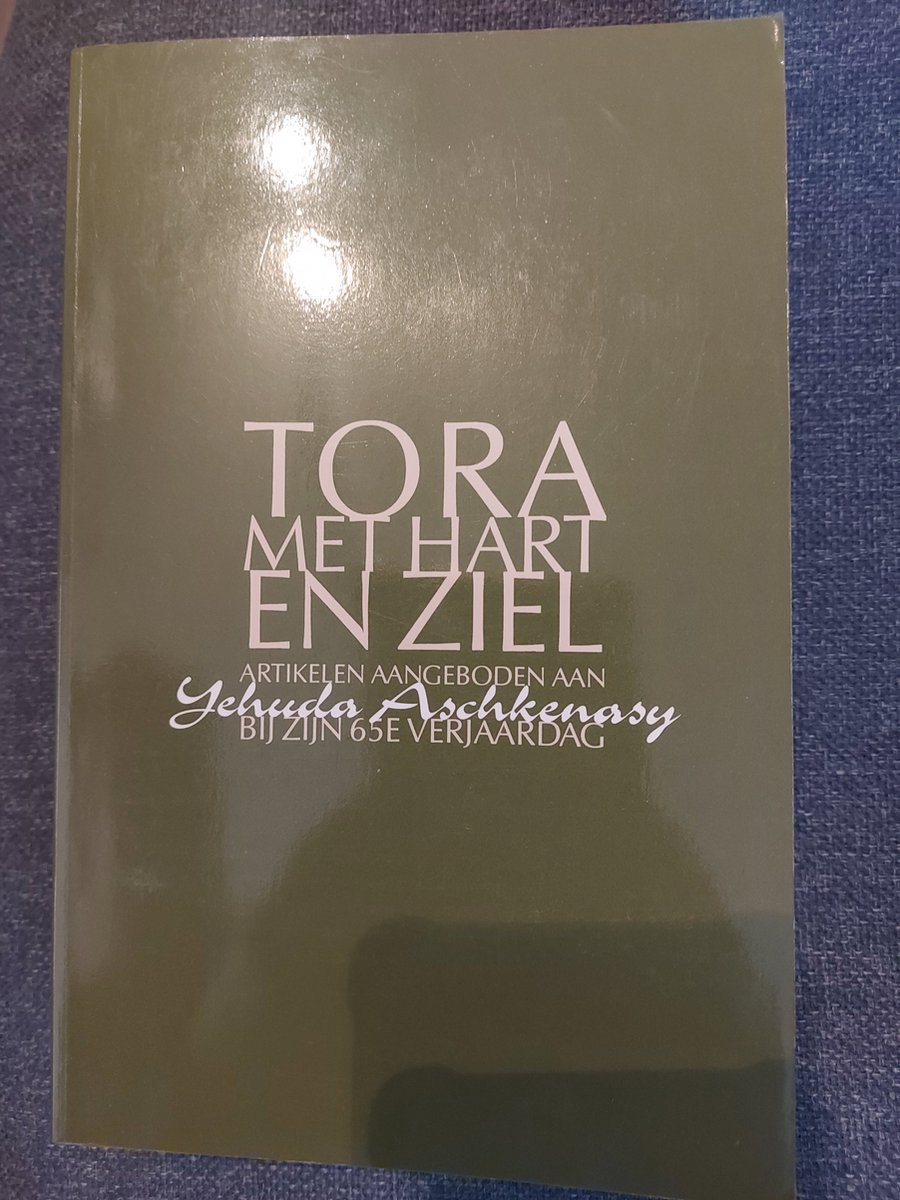 TORA
MET HART
EN ZIEL
ARTIKELEN AANGEBODEN AAN
Yehuda Aschkenasy
BIJ ZIJN 65E VERJAARDAG